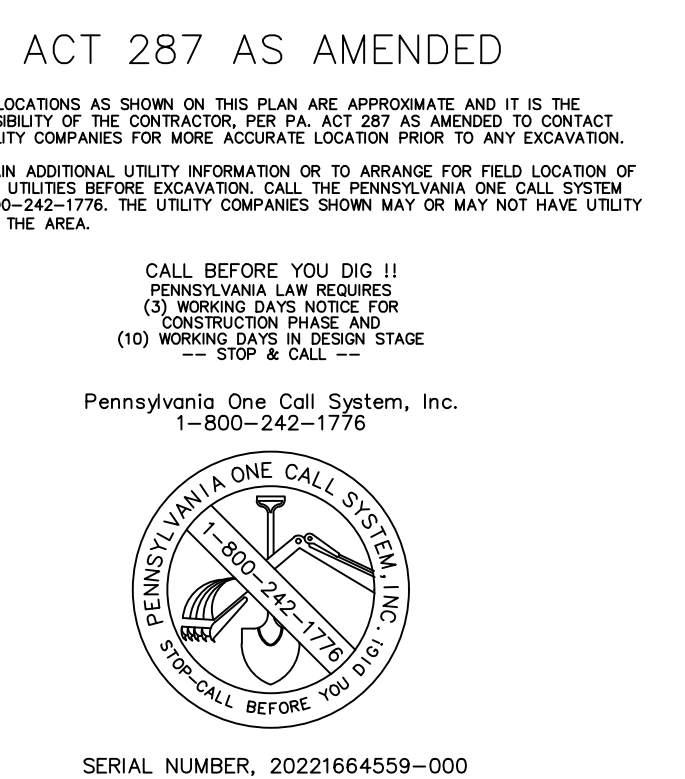 ACT 287 AS AMENDED
LOCATIONS AS SHOWN ON THIS PLAN ARE APPROXIMATE AND IT IS THE
SIBILITY OF THE CONTRACTOR, PER PA. ACT 287 AS AMENDED TO CONTACT
LITY COMPANIES FOR MORE ACCURATE LOCATION PRIOR TO ANY EXCAVATION.
IN ADDITIONAL UTILITY INFORMATION OR TO ARRANGE FOR FIELD LOCATION OF
UTILITIES BEFORE EXCAVATION. CALL THE PENNSYLVANIA ONE CALL SYSTEM
0-242-1776. THE UTILITY COMPANIES SHOWN MAY OR MAY NOT HAVE UTILITY
THE AREA.
CALL BEFORE YOU DIG !!
PENNSYLVANIA LAW REQUIRES
(3) WORKING DAYS NOTICE FOR
CONSTRUCTION PHASE AND
(10) WORKING DAYS IN DESIGN STAGE
-- STOP & CALL --
Pennsylvania One Call System, Inc.
1-800-242-1776
PENNSYLVANIA ONE CALL SYSTEM, INC.
1-800-242-1776
STOP-CALL BEFORE YOU DIG!
SERIAL NUMBER, 20221664559-000